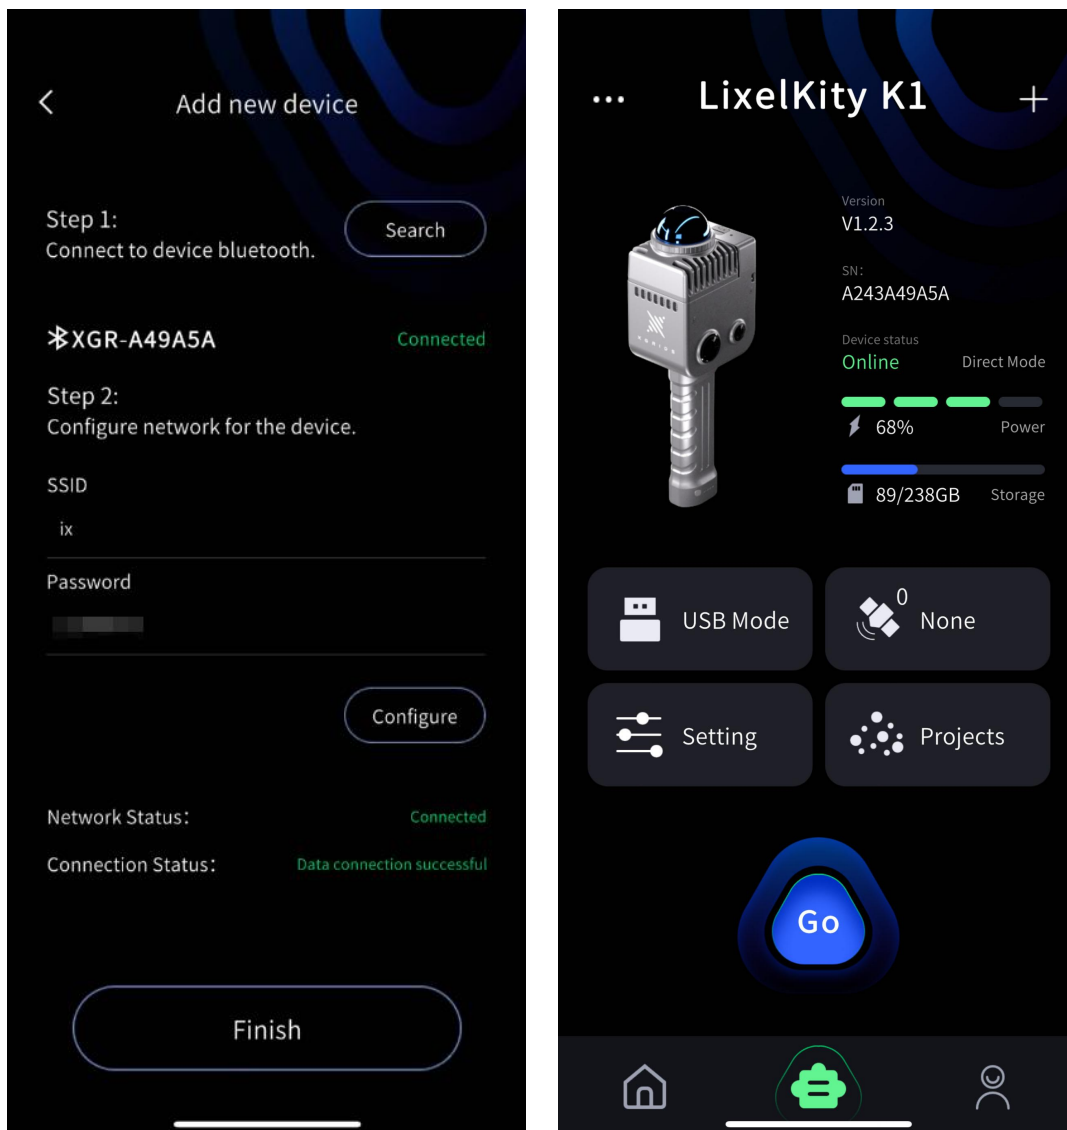 Add new device
Step 1:
Connect to device bluetooth.
Search
XGR-A49A5A
Connected
Step 2:
Configure network for the device.
SSID
ix
Password
Configure
Network Status:
Connected
Connection Status:
Data connection successful
Finish
...
LixelKity K1
+
Version
V1.2.3
SN:
A243A49A5A
Device status
Online
Direct Mode
68%
Power
89/238GB
Storage
USB Mode
0
None
Setting
Projects
Go